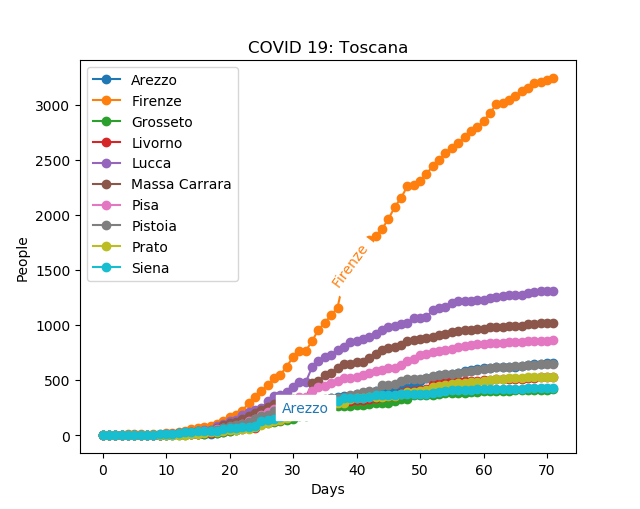 COVID 19: Toscana
Arezzo
Firenze
Grosseto
Livorno
Lucca
Massa Carrara
Pisa
Pistoia
Prato
Siena
Firenze
Arezzo
People
3000
2500
2000
1500
1000
500
0
0 10 20 30 40 50 60 70
Days